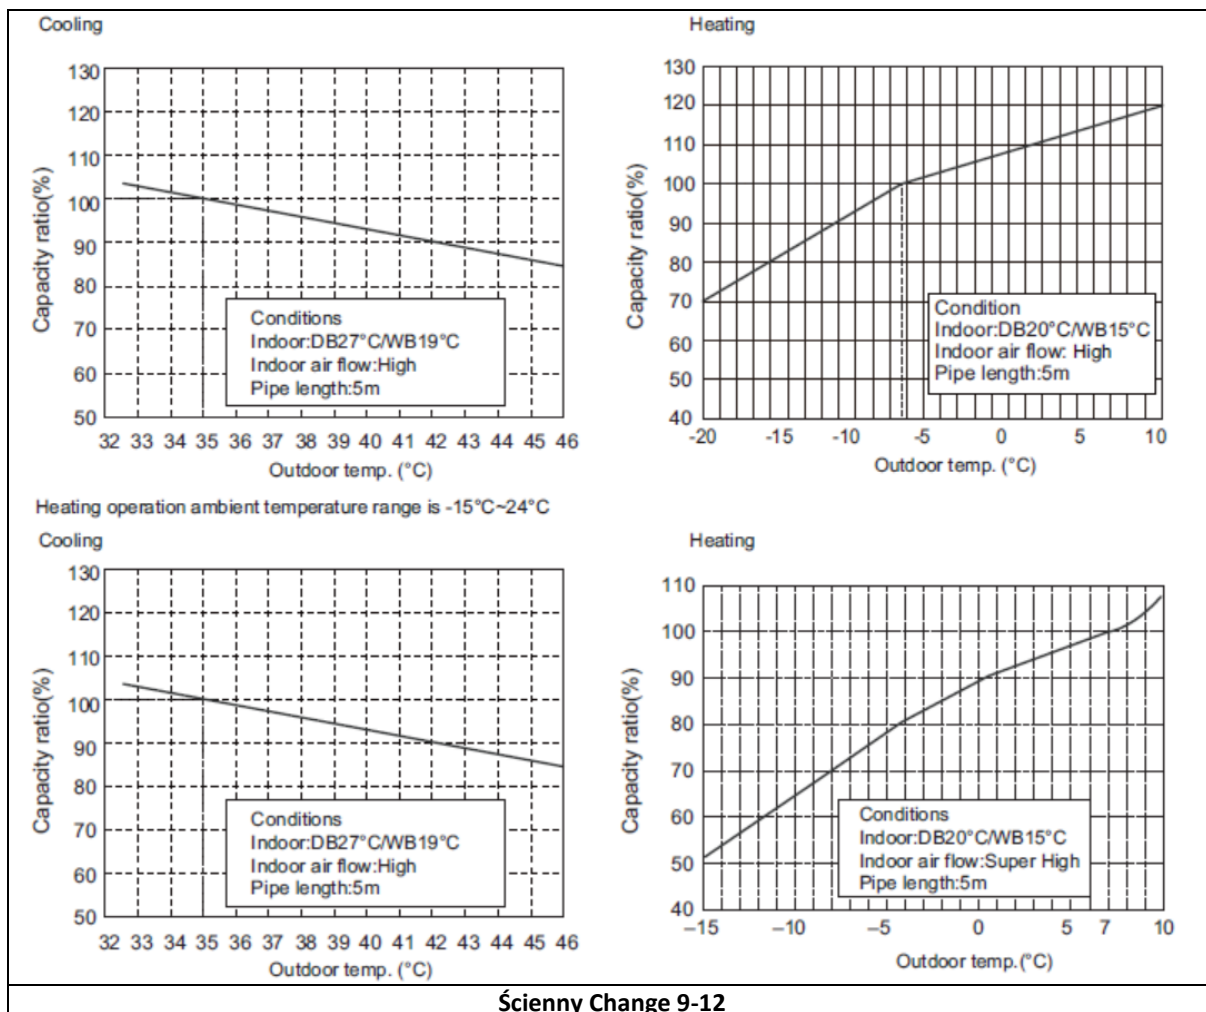 Cooling
130
120
110
100
90
80
70
60
50
Capacity ratio(%)
Conditions
Indoor:DB27°C/WB19°C
Indoor air flow:High
Pipe length:5m
32 33 34 35 36 37 38 39 40 41 42 43 44 45 46
Outdoor temp. (°C)
Heating
130
120
110
100
90
80
70
60
50
40
Capacity ratio(%)
Condition
Indoor:DB20°C/WB15°C
Indoor air flow: High
Pipe length:5m
-20 -15 -10 -5 0 5 10
Outdoor temp. (°C)
Heating operation ambient temperature range is -15°C~24°C
Cooling
130
120
110
100
90
80
70
60
50
Capacity ratio(%)
Conditions
Indoor:DB27°C/WB19°C
Indoor air flow:High
Pipe length:5m
32 33 34 35 36 37 38 39 40 41 42 43 44 45 46
Outdoor temp. (°C)
Heating
110
100
90
80
70
60
50
40
Capacity ratio(%)
Conditions
Indoor:DB20°C/WB15°C
Indoor air flow:Super High
Pipe length:5m
–15 –10 –5 0 5 7 10
Outdoor temp.(°C)
Ścienny Change 9-12